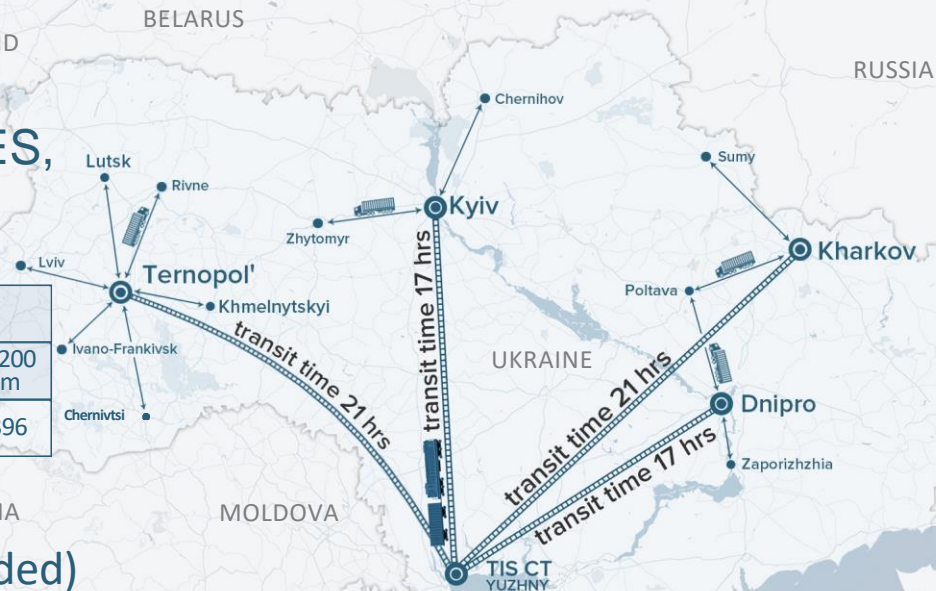 BELARUS
RUSSIA
ES,
Chernihov
Lutsk
Rivne
Sumy
Kyiv
Zhytomyr
Kharkov
Lviv
Ternopol'
Khmelnytskyi
Poltava
transit time 21 hrs
transit time 17 hrs
UKRAINE
Ivano-Frankivsk
200
m
Chernivtsi
Dnipro
transit time 21 hrs
transit time 17 hrs
Zaporizhzhia
MOLDOVA
ded)
TIS CT
YUZHNY